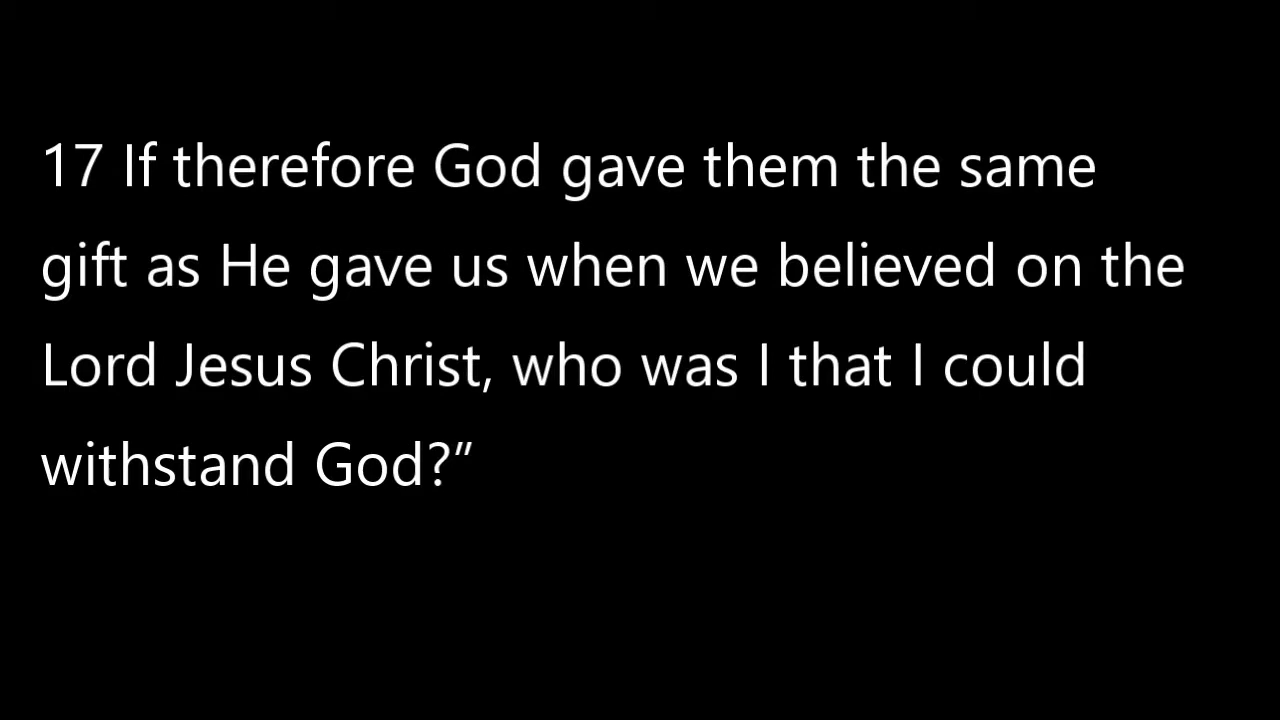 17 If therefore God gave them the same
gift as He gave us when we believed on the
Lord Jesus Christ, who was I that I could
withstand God?”